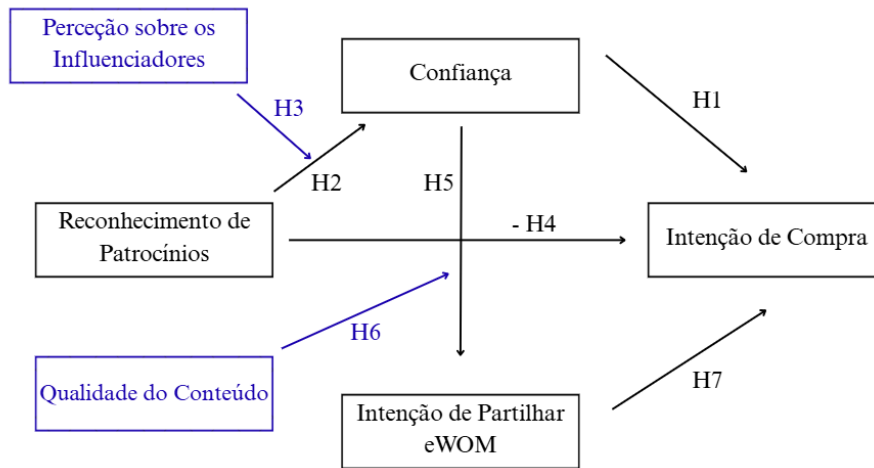 Perceção sobre os
Influenciadores
Confiança
H3
H1
H2
H5
Reconhecimento de
Patrocínios
- H4
Intenção de Compra
H6
Qualidade do Conteúdo
H7
Intenção de Partilhar
eWOM